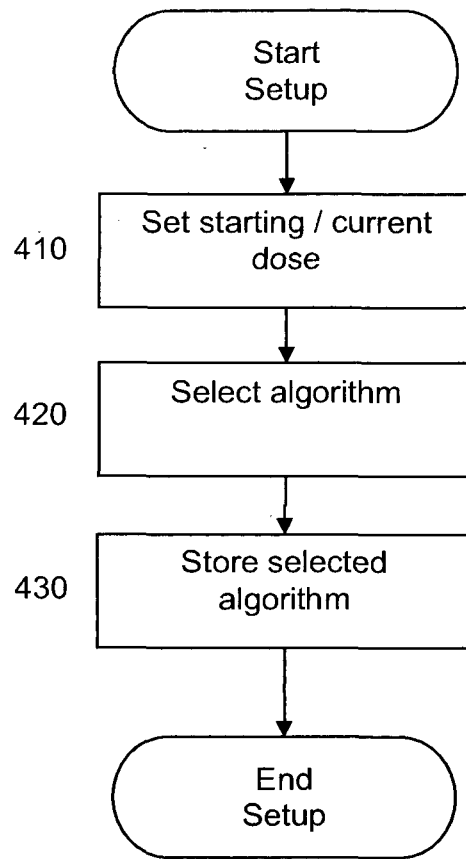 Start
Setup
410
Set starting / current
dose
420
Select algorithm
430
Store selected
algorithm
End
Setup